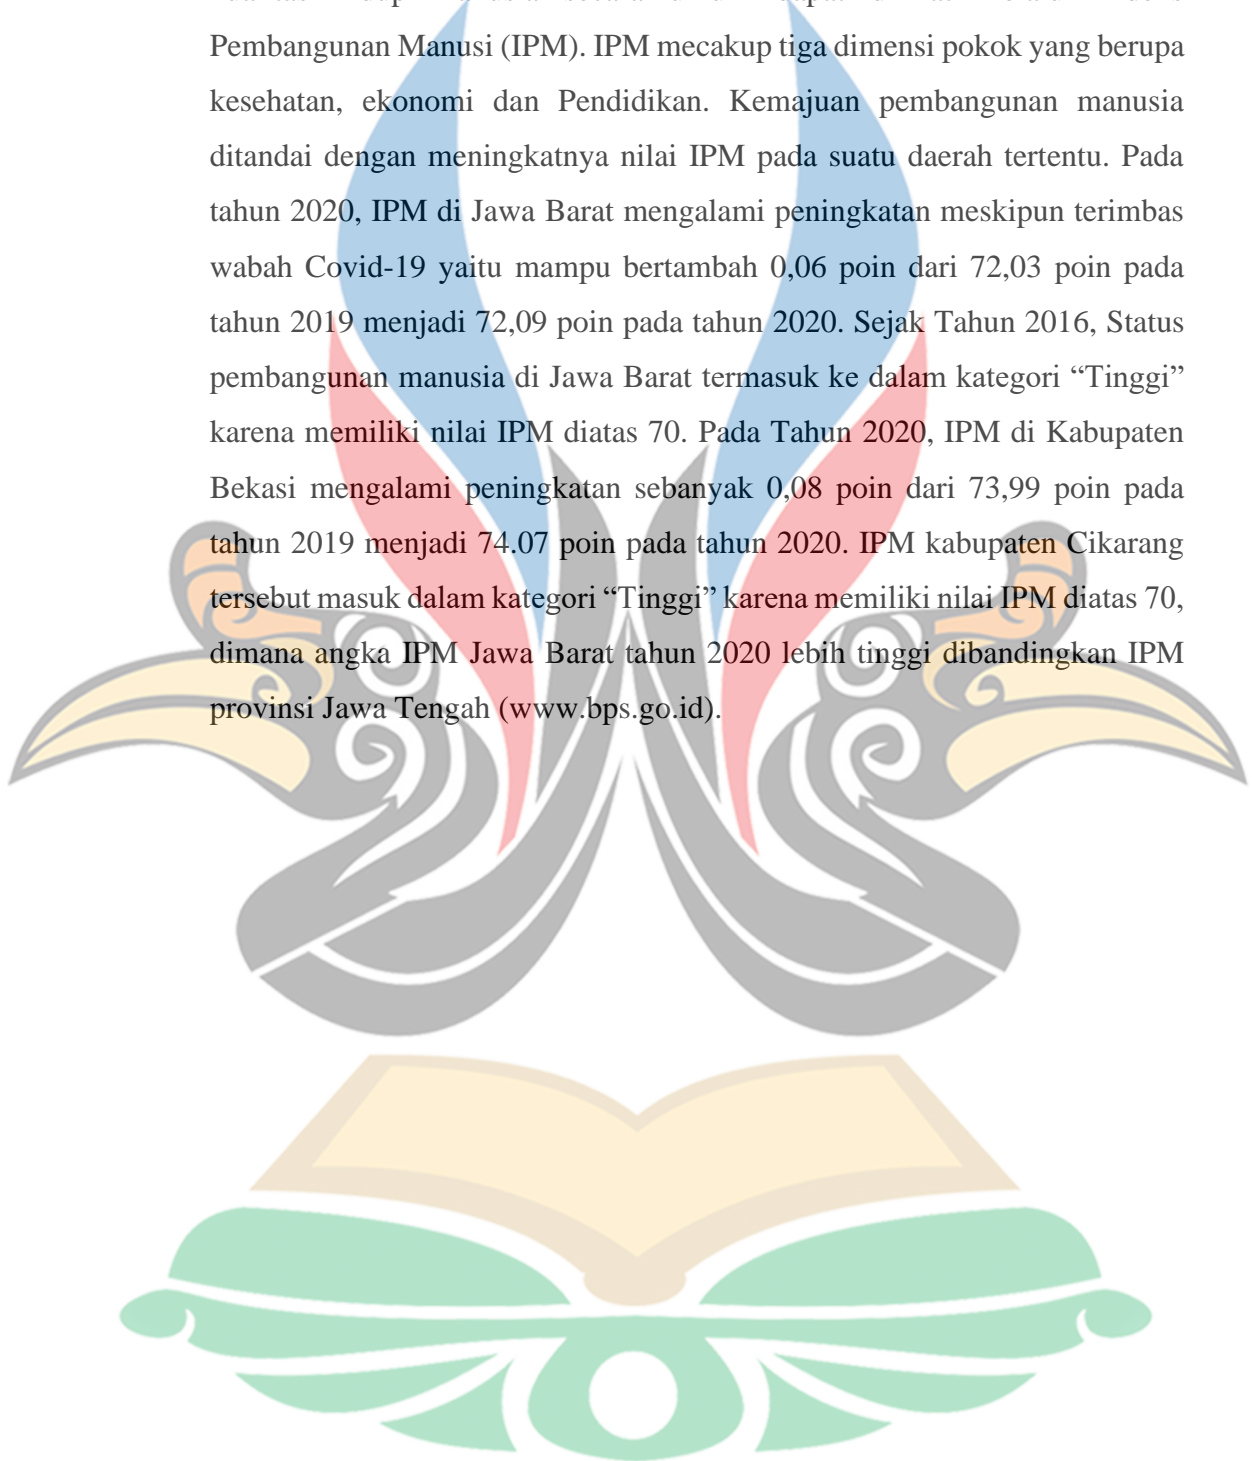 Pembangunan Manusi (IPM). IPM mecakup tiga dimensi pokok yang berupa
kesehatan, ekonomi dan Pendidikan. Kemajuan pembangunan manusia
ditandai dengan meningkatnya nilai IPM pada suatu daerah tertentu. Pada
tahun 2020, IPM di Jawa Barat mengalami peningkatan meskipun terimbas
wabah Covid-19 yaitu mampu bertambah 0,06 poin dari 72,03 poin pada
tahun 2019 menjadi 72,09 poin pada tahun 2020. Sejak Tahun 2016, Status
pembangunan manusia di Jawa Barat termasuk ke dalam kategori “Tinggi”
karena memiliki nilai IPM diatas 70. Pada Tahun 2020, IPM di Kabupaten
Bekasi mengalami peningkatan sebanyak 0,08 poin dari 73,99 poin pada
tahun 2019 menjadi 74.07 poin pada tahun 2020. IPM kabupaten Cikarang
tersebut masuk dalam kategori “Tinggi” karena memiliki nilai IPM diatas 70,
dimana angka IPM Jawa Barat tahun 2020 lebih tinggi dibandingkan IPM
provinsi Jawa Tengah (www.bps.go.id).